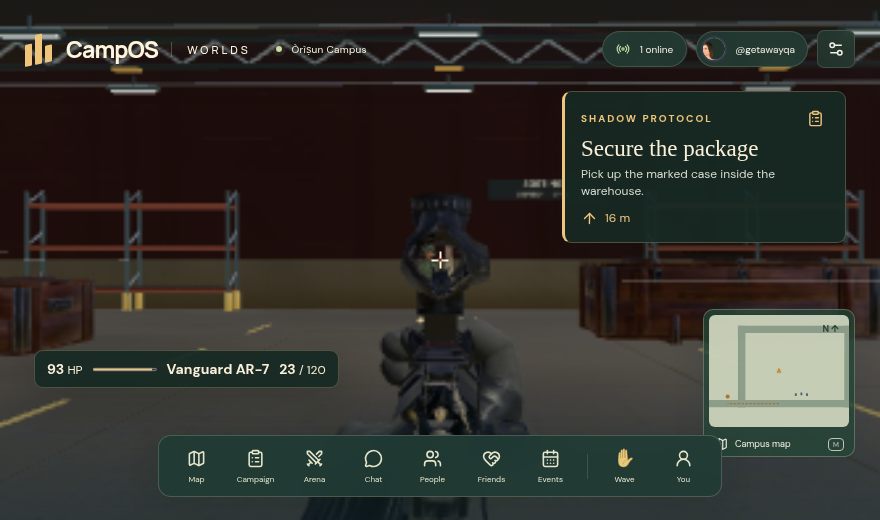 CampOS
WORLDS
Òrìṣun Campus
1 online
@getawayqa
SHADOW PROTOCOL
Secure the package
Pick up the marked case inside the
warehouse.
16 m
N
93 HP
Vanguard AR-7 23 / 120
Campus map
M
Map
Campaign
Arena
Chat
People
Friends
Events
Wave
You